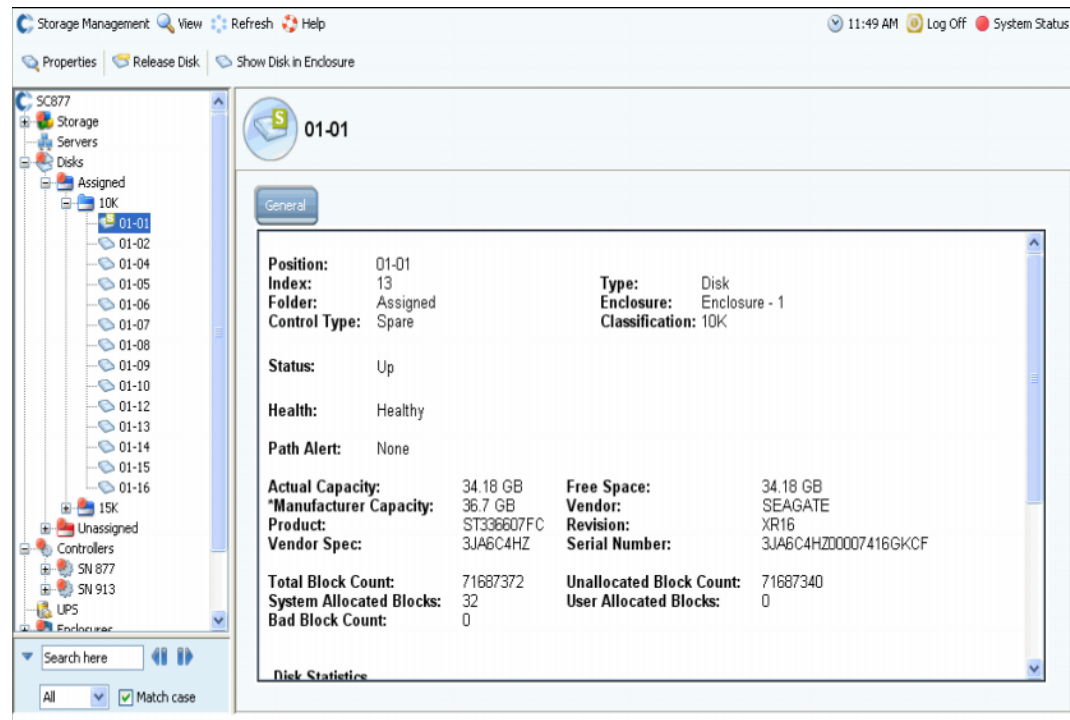 Storage Management View Refresh Help 11:49 AM Log Off System Status
Properties Release Disk Show Disk in Enclosure
SC877
Storage
Servers
Disks
Assigned
10K
01-01
01-02
01-04
01-05
01-06
01-07
01-08
01-09
01-10
01-12
01-13
01-14
01-15
01-16
15K
Unassigned
Controllers
SN 877
SN 913
UPS
Enclosures
Search here
All Match case
S
01-01
General
Position: 01-01
Index: 13 Type: Disk
Folder: Assigned Enclosure: Enclosure - 1
Control Type: Spare Classification: 10K
Status: Up
Health: Healthy
Path Alert: None
Actual Capacity: 34.18 GB Free Space: 34.18 GB
*Manufacturer Capacity: 36.7 GB Vendor: SEAGATE
Product: ST336607FC Revision: XR16
Vendor Spec: 3JA6C4HZ Serial Number: 3JA6C4HZ00007416GKCF
Total Block Count: 71687372 Unallocated Block Count: 71687340
System Allocated Blocks: 32 User Allocated Blocks: 0
Bad Block Count: 0
Disk Statistics